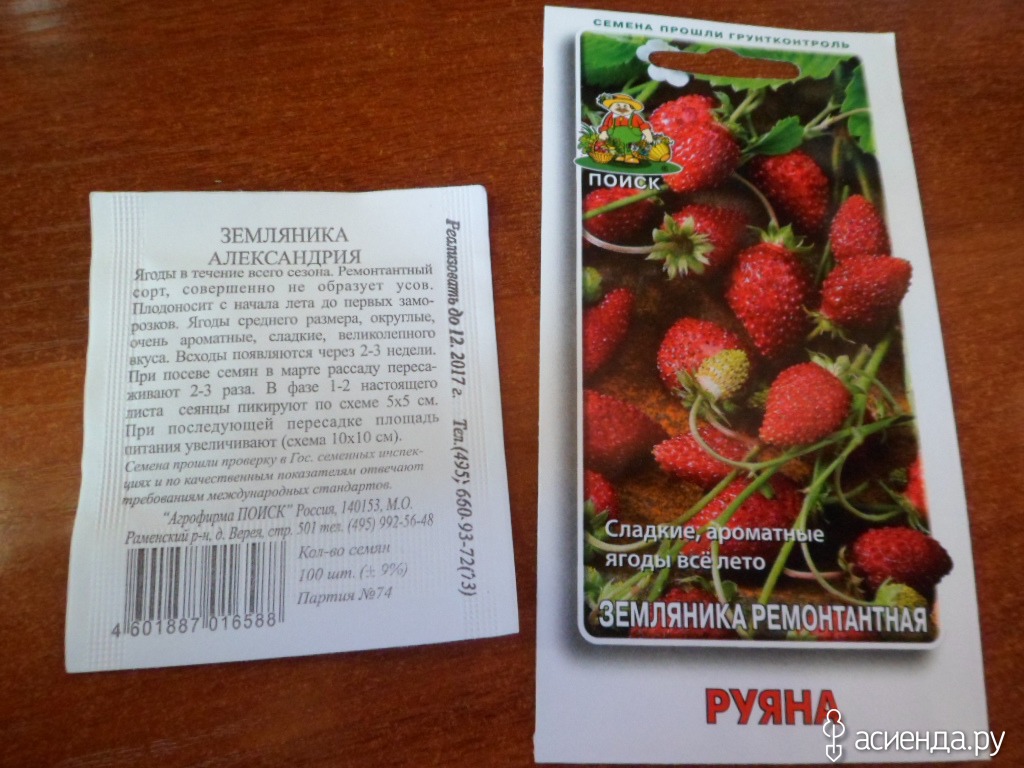 ЗЕМЛЯНИКА
АЛЕКСАНДРИЯ
Ягоды в течение всего сезона. Ремонтантный
сорт, совершенно не образует усов.
Плодоносит с начала лета до первых замо-
розков. Ягоды среднего размера, округлые,
очень ароматные, сладкие, великолепного
вкуса. Всходы появляются через 2-3 недели.
При посеве семян в марте рассаду переса-
живают 2-3 раза. В фазе 1-2 настоящего
листа сеянцы пикируют по схеме 5х5 см.
При последующей пересадке площадь
питания увеличивают (схема 10х10 см).
Семена прошли проверку в Гос. семенных инспек-
циях и по качественным показателям отвечают
требованиям международных стандартов.
"Агрофирма ПОИСК" Россия, 140153, М.О.
Раменский р-н, д. Верея, стр. 501 тел. (495) 992-56-48
Кол-во семян
100 шт. (± 9%)
Партия №74
4 601887 016588
Реализовать до 12. 2017 г. Тел.(495) 660-93-72(73)
СЕМЕНА ПРОШЛИ ГРУНТКОНТРОЛЬ
ПОИСК
Сладкие, ароматные
ягоды всё лето
ЗЕМЛЯНИКА РЕМОНТАНТНАЯ
РУЯНА
асиенда.ру